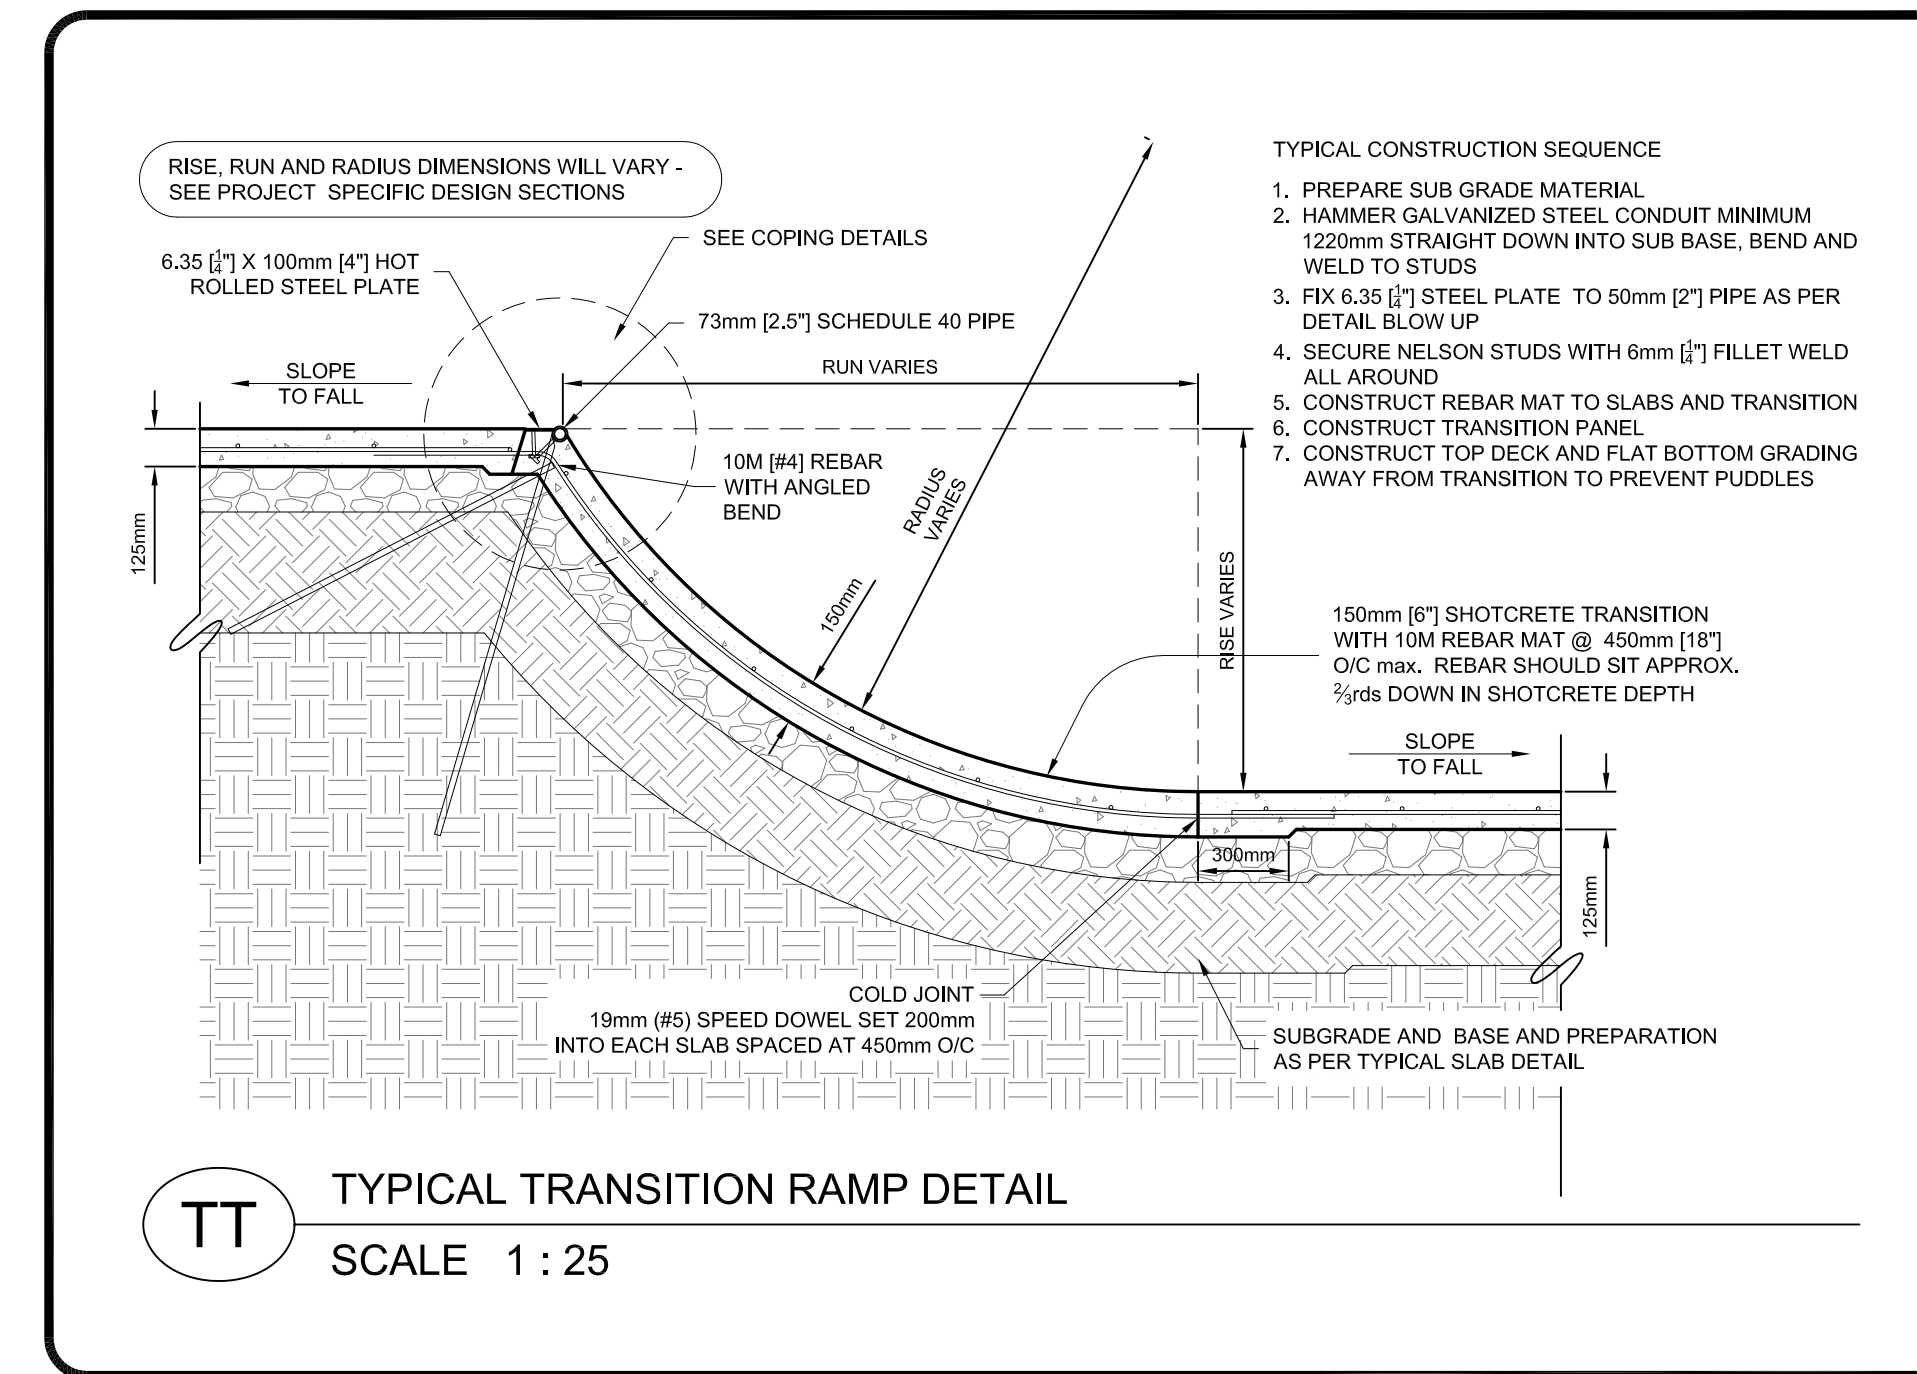 RISE, RUN AND RADIUS DIMENSIONS WILL VARY -
SEE PROJECT SPECIFIC DESIGN SECTIONS
SEE COPING DETAILS
6.35 [1/4"] X 100mm [4"] HOT
ROLLED STEEL PLATE
73mm [2.5"] SCHEDULE 40 PIPE
RUN VARIES
SLOPE
TO FALL
10M [#4] REBAR
WITH ANGLED
BEND
125mm
150mm
RADIUS
VARIES
RISE VARIES
TYPICAL CONSTRUCTION SEQUENCE
1. PREPARE SUB GRADE MATERIAL
2. HAMMER GALVANIZED STEEL CONDUIT MINIMUM
1220mm STRAIGHT DOWN INTO SUB BASE, BEND AND
WELD TO STUDS
3. FIX 6.35 [1/4"] STEEL PLATE TO 50mm [2"] PIPE AS PER
DETAIL BLOW UP
4. SECURE NELSON STUDS WITH 6mm [1/4"] FILLET WELD
ALL AROUND
5. CONSTRUCT REBAR MAT TO SLABS AND TRANSITION
6. CONSTRUCT TRANSITION PANEL
7. CONSTRUCT TOP DECK AND FLAT BOTTOM GRADING
AWAY FROM TRANSITION TO PREVENT PUDDLES
150mm [6"] SHOTCRETE TRANSITION
WITH 10M REBAR MAT @ 450mm [18"]
O/C max. REBAR SHOULD SIT APPROX.
2/3rds DOWN IN SHOTCRETE DEPTH
SLOPE
TO FALL
300mm
125mm
COLD JOINT
19mm (#5) SPEED DOWEL SET 200mm
INTO EACH SLAB SPACED AT 450mm O/C
SUBGRADE AND BASE AND PREPARATION
AS PER TYPICAL SLAB DETAIL
TT
TYPICAL TRANSITION RAMP DETAIL
SCALE 1 : 25